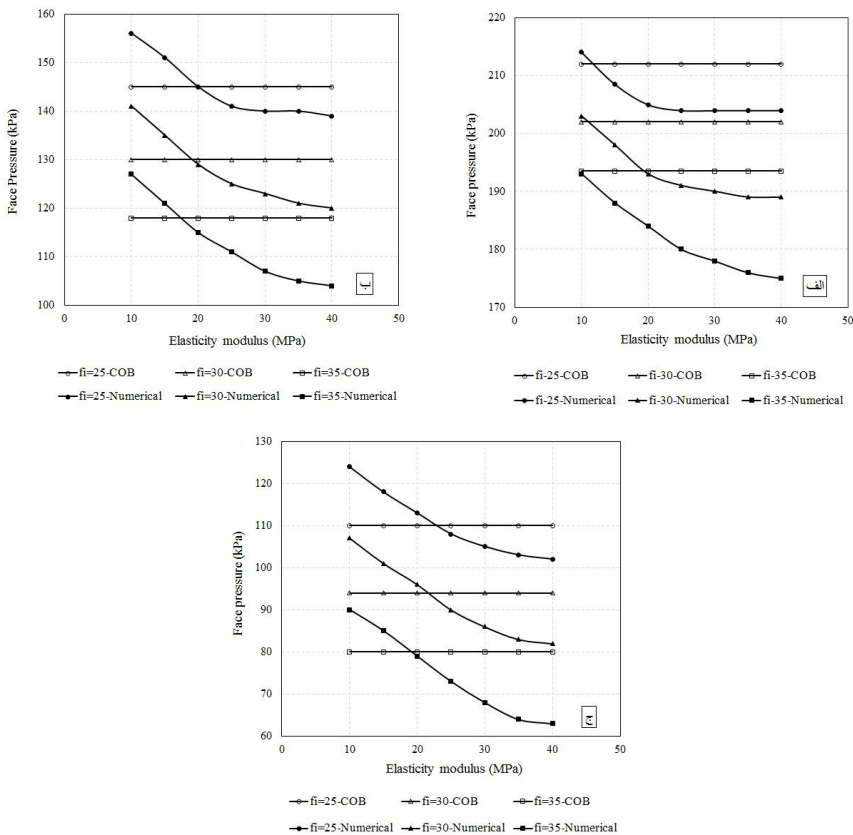 160
150
140
130
120
110
100
0
10
20
30
40
50
Face Pressure (kPa)
Elasticity modulus (MPa)
ب
fi=25-COB fi=30-COB fi=35-COB
fi=25-Numerical fi=30-Numerical fi=35-Numerical
220
210
200
190
180
170
0
10
20
30
40
50
Face pressure (kPa)
Elasticity modulus (MPa)
الف
fi-25-COB fi-30-COB fi-35-COB
fi-25-Numerical fi-30-Numerical fi-35-Numerical
130
120
110
100
90
80
70
60
0
10
20
30
40
50
Face pressure (kPa)
Elasticity modulus (MPa)
ج
fi=25-COB fi=30-COB fi=35-COB
fi=25-Numerical fi=30-Numerical fi=35-Numerical